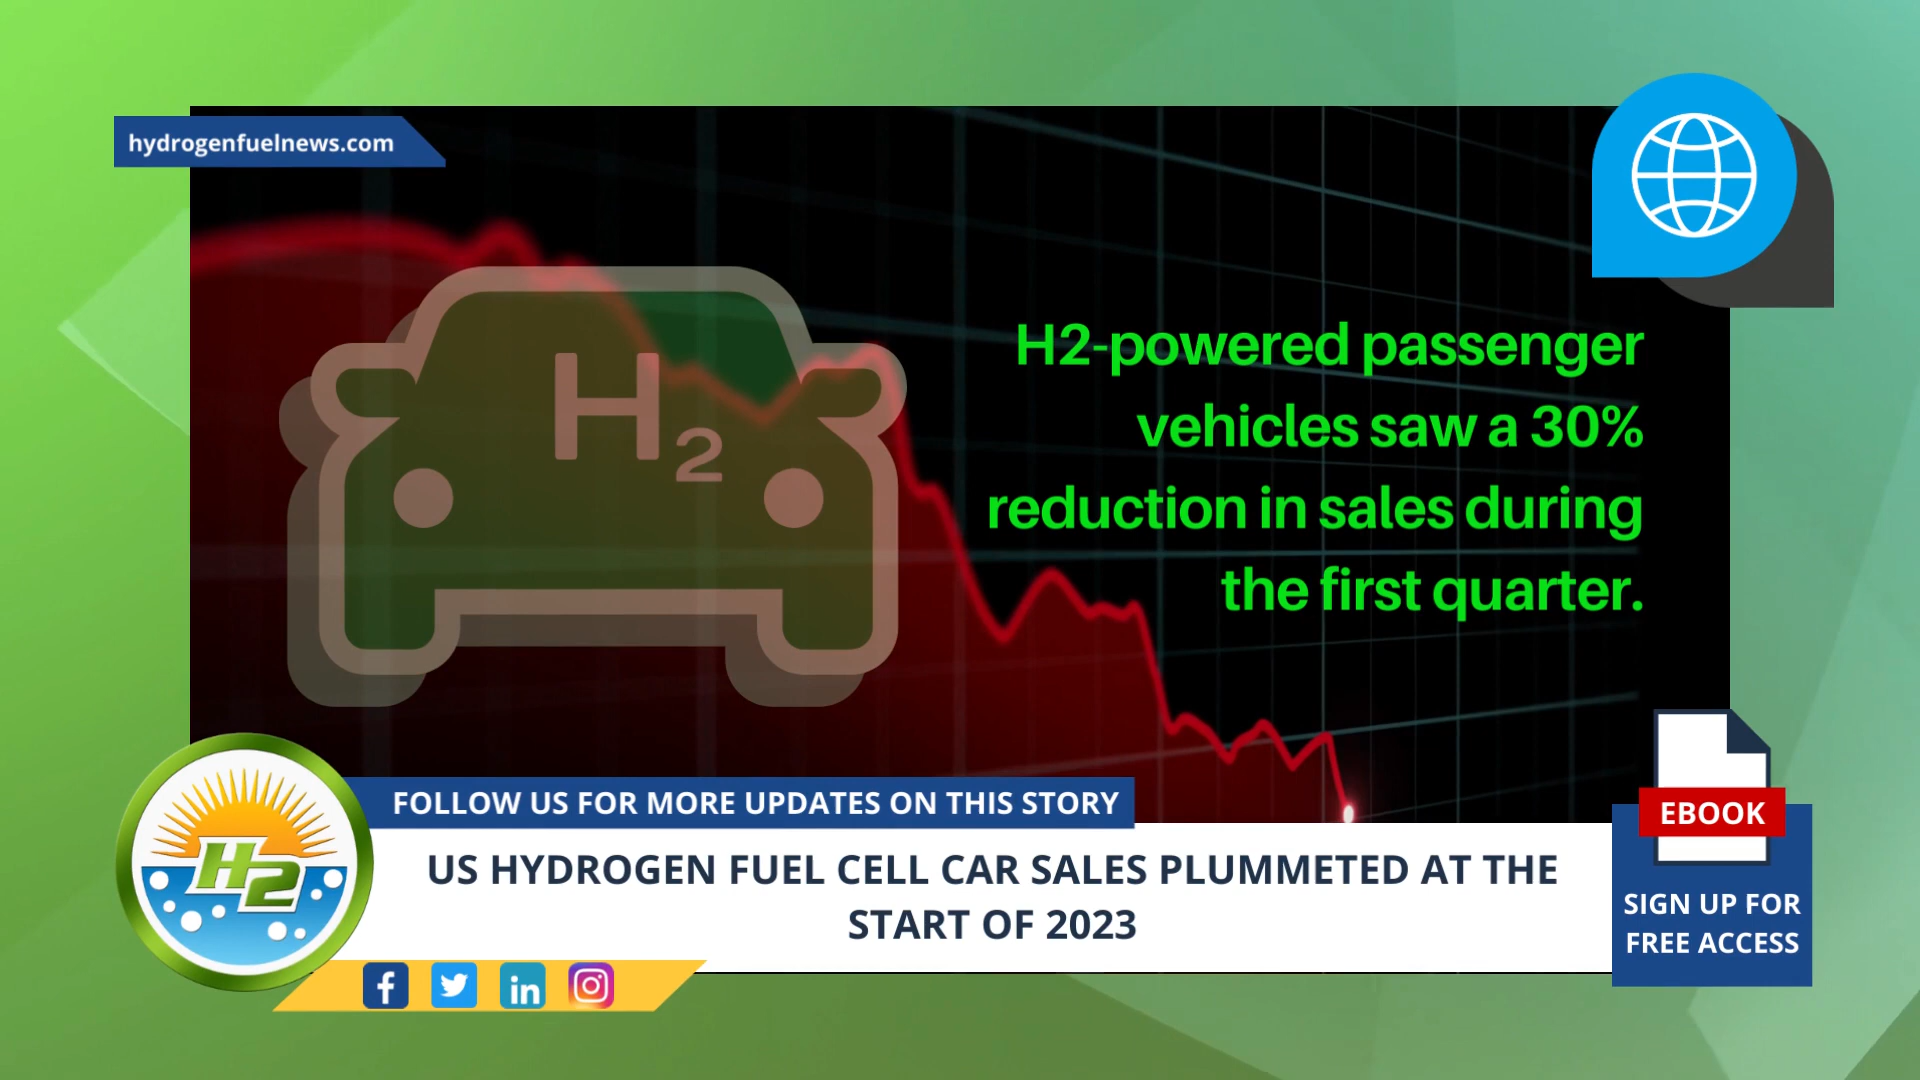 hydrogenfuelnews.com
H2
H2-powered passenger
vehicles saw a 30%
reduction in sales during
the first quarter.
FOLLOW US FOR MORE UPDATES ON THIS STORY
H2
US HYDROGEN FUEL CELL CAR SALES PLUMMETED AT THE
START OF 2023
EBOOK
SIGN UP FOR
FREE ACCESS
f
in